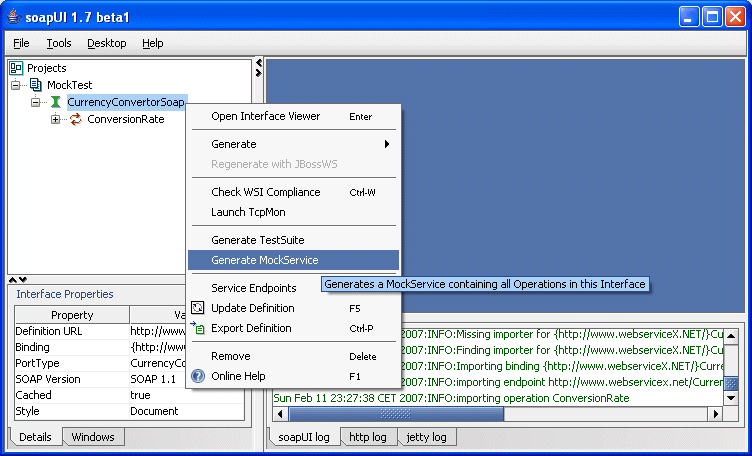 soapUI 1.7 beta1
File Tools Desktop Help
Projects
MockTest
CurrencyConvertorSoap
ConversionRate
Open Interface Viewer Enter
Generate
Regenerate with JBossWS
Check WSI Compliance Ctrl-W
Launch TcpMon
Generate TestSuite
Generate MockService
Generates a MockService containing all Operations in this Interface
Service Endpoints
Update Definition F5
Export Definition Ctrl-P
Remove Delete
Online Help F1
Interface Properties
Property Va
Definition URL http://www
Binding {http://ww
PortType CurrencyCo
SOAP Version SOAP 1.1
Cached true
Style Document
Details Windows
2007:INFO:Missing importer for {http://www.webserviceX.NET/}Cu
2007:INFO:Finding importer for {http://www.webserviceX.NET/}Cu
2007:INFO:Importing binding {http://www.webserviceX.NET/}Curre
2007:INFO:importing endpoint http://www.webservicex.net/Curren
Sun Feb 11 23:27:38 CET 2007:INFO:importing operation ConversionRate
soapUI log http log jetty log